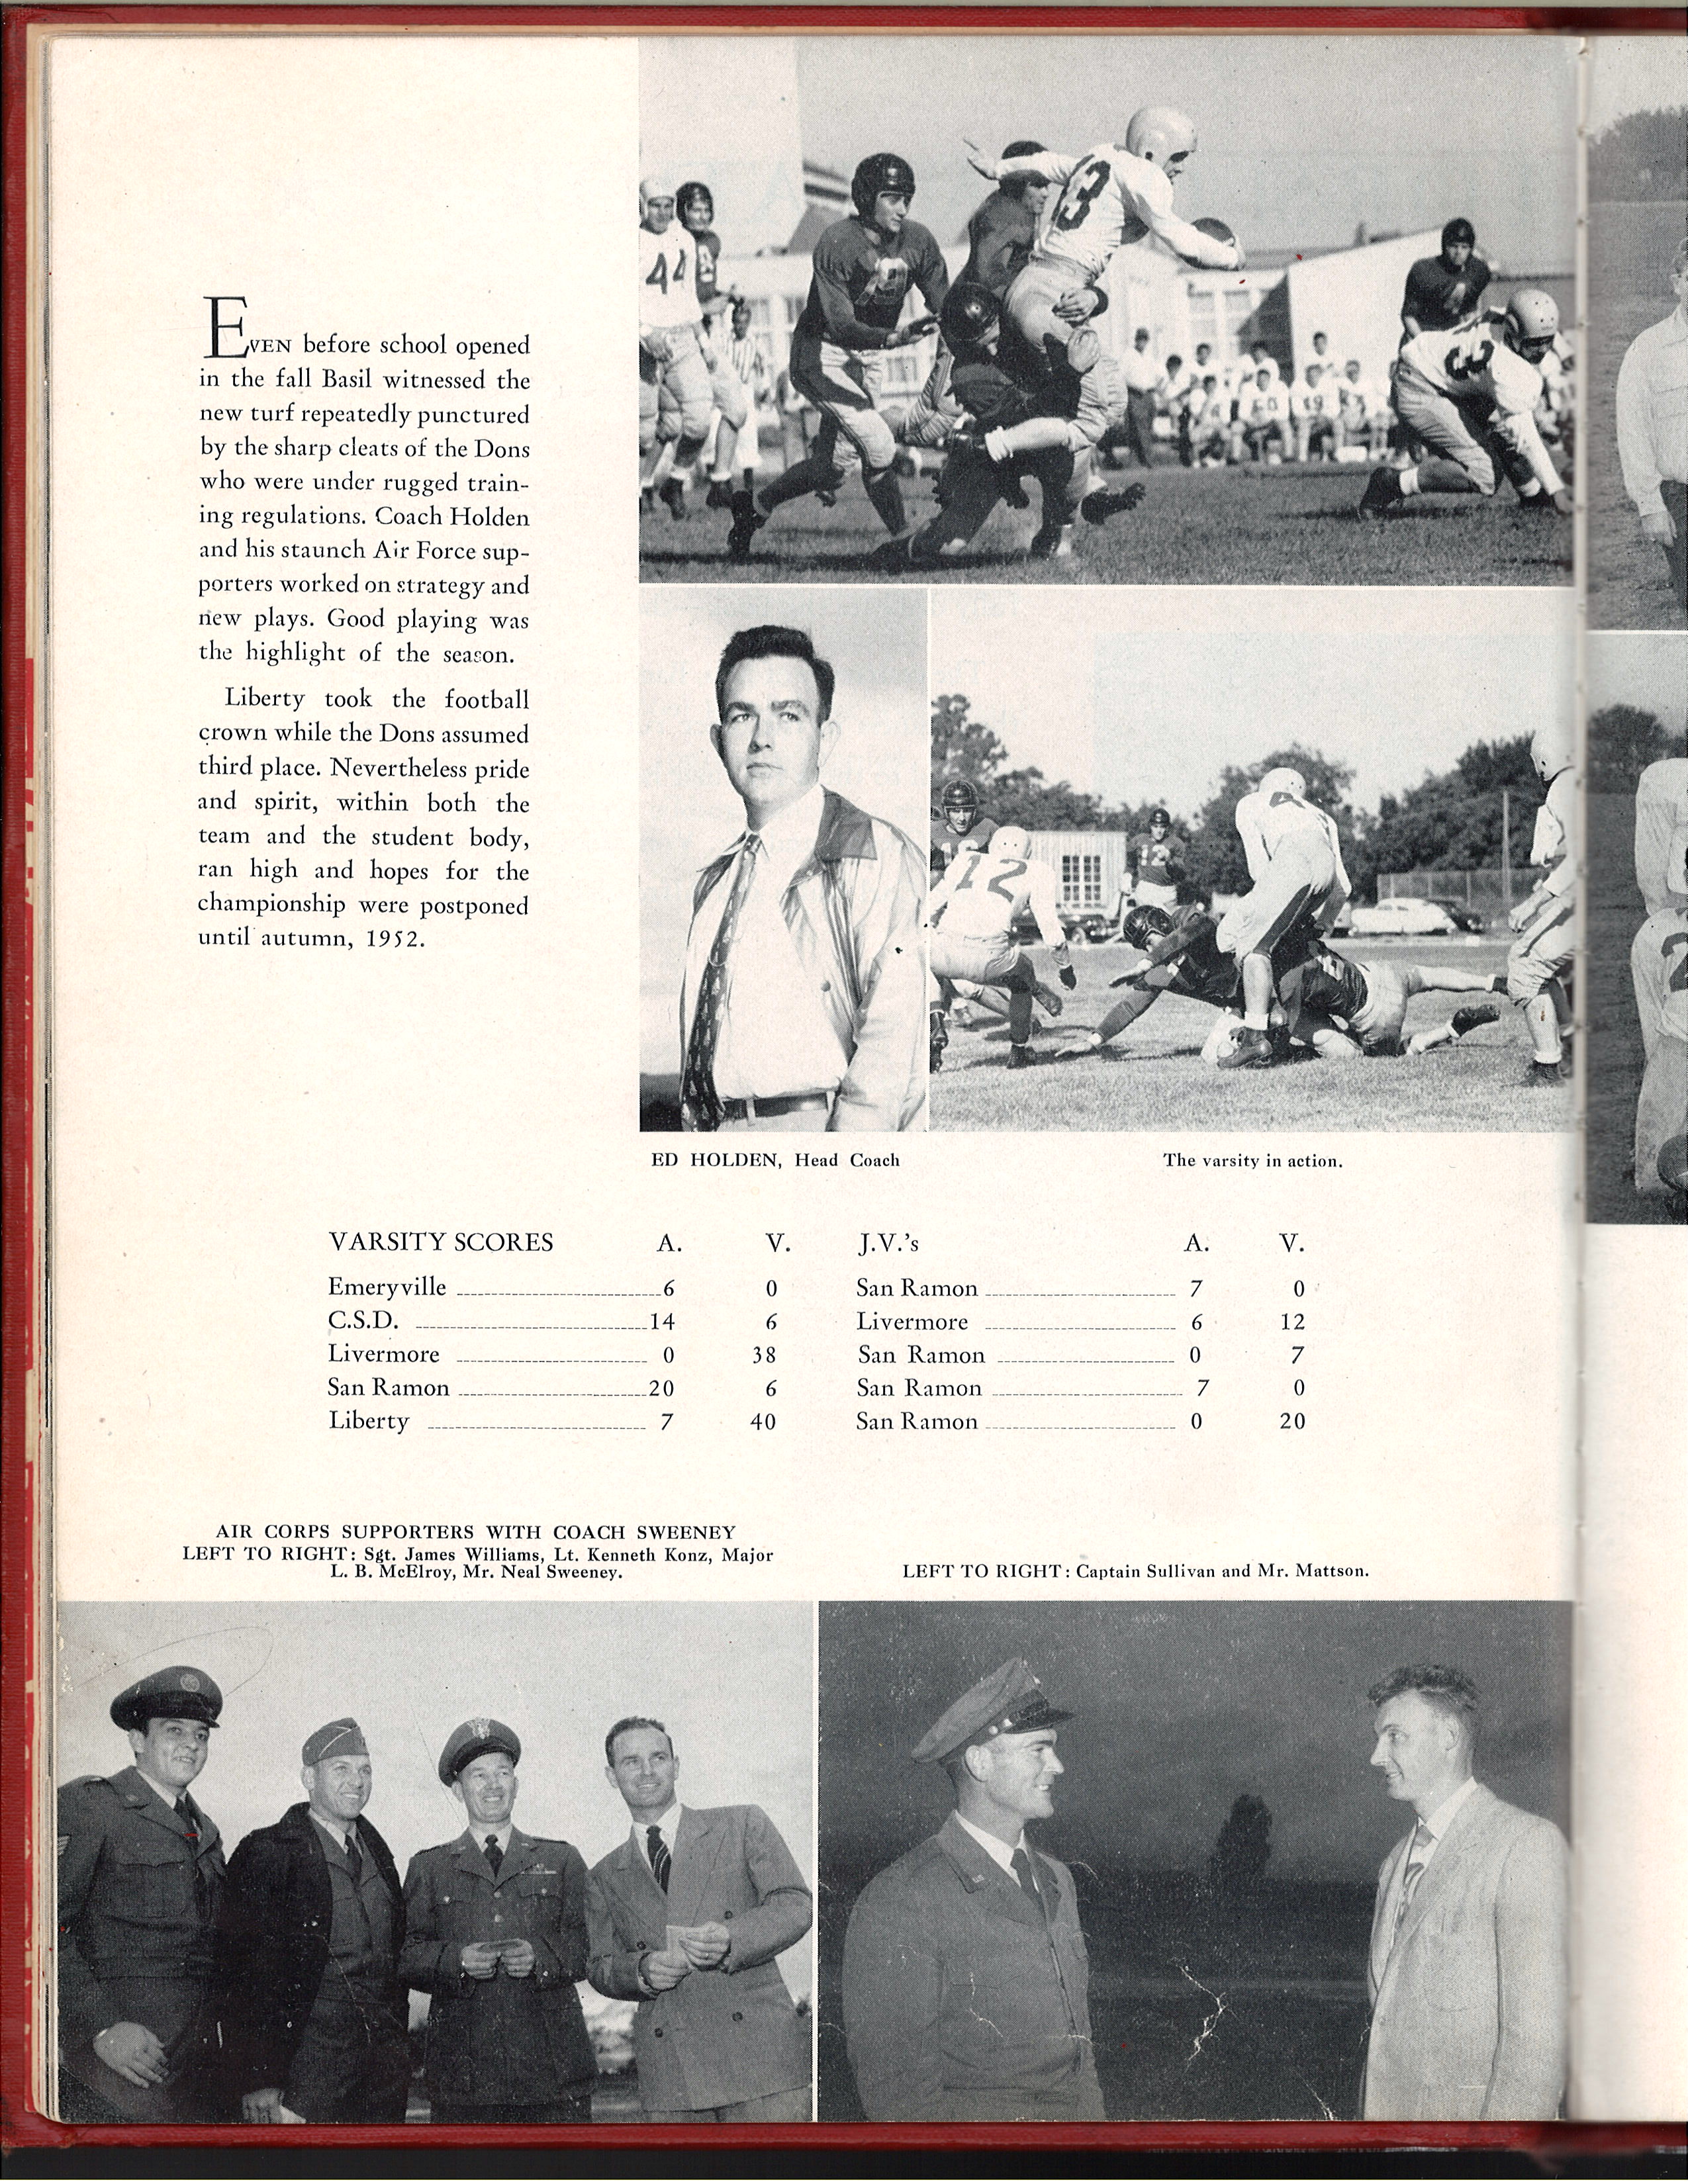 EVEN before school opened
in the fall Basil witnessed the
new turf repeatedly punctured
by the sharp cleats of the Dons
who were under rugged train-
ing regulations. Coach Holden
and his staunch Air Force sup-
porters worked on strategy and
new plays. Good playing was
the highlight of the season.
Liberty took the football
crown while the Dons assumed
third place. Nevertheless pride
and spirit, within both the
team and the student body,
ran high and hopes for the
championship were postponed
until autumn, 1952.
44
13
12
12
ED HOLDEN, Head Coach
The varsity in action.
VARSITY SCORES A. V.
Emeryville 6 0
C.S.D. 14 6
Livermore 0 38
San Ramon 20 6
Liberty 7 40
J.V.'s A. V.
San Ramon 7 0
Livermore 6 12
San Ramon 0 7
San Ramon 7 0
San Ramon 0 20
AIR CORPS SUPPORTERS WITH COACH SWEENEY
LEFT TO RIGHT: Sgt. James Williams, Lt. Kenneth Konz, Major
L. B. McElroy, Mr. Neal Sweeney.
LEFT TO RIGHT: Captain Sullivan and Mr. Mattson.